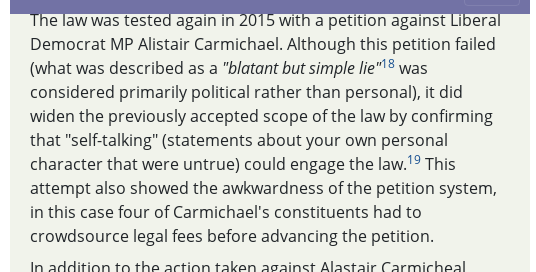 The law was tested again in 2015 with a petition against Liberal
Democrat MP Alistair Carmichael. Although this petition failed
(what was described as a "blatant but simple lie"18 was
considered primarily political rather than personal), it did
widen the previously accepted scope of the law by confirming
that "self-talking" (statements about your own personal
character that were untrue) could engage the law.19 This
attempt also showed the awkwardness of the petition system,
in this case four of Carmichael's constituents had to
crowdsource legal fees before advancing the petition.
In addition to the action taken against Alastair Carmicheal